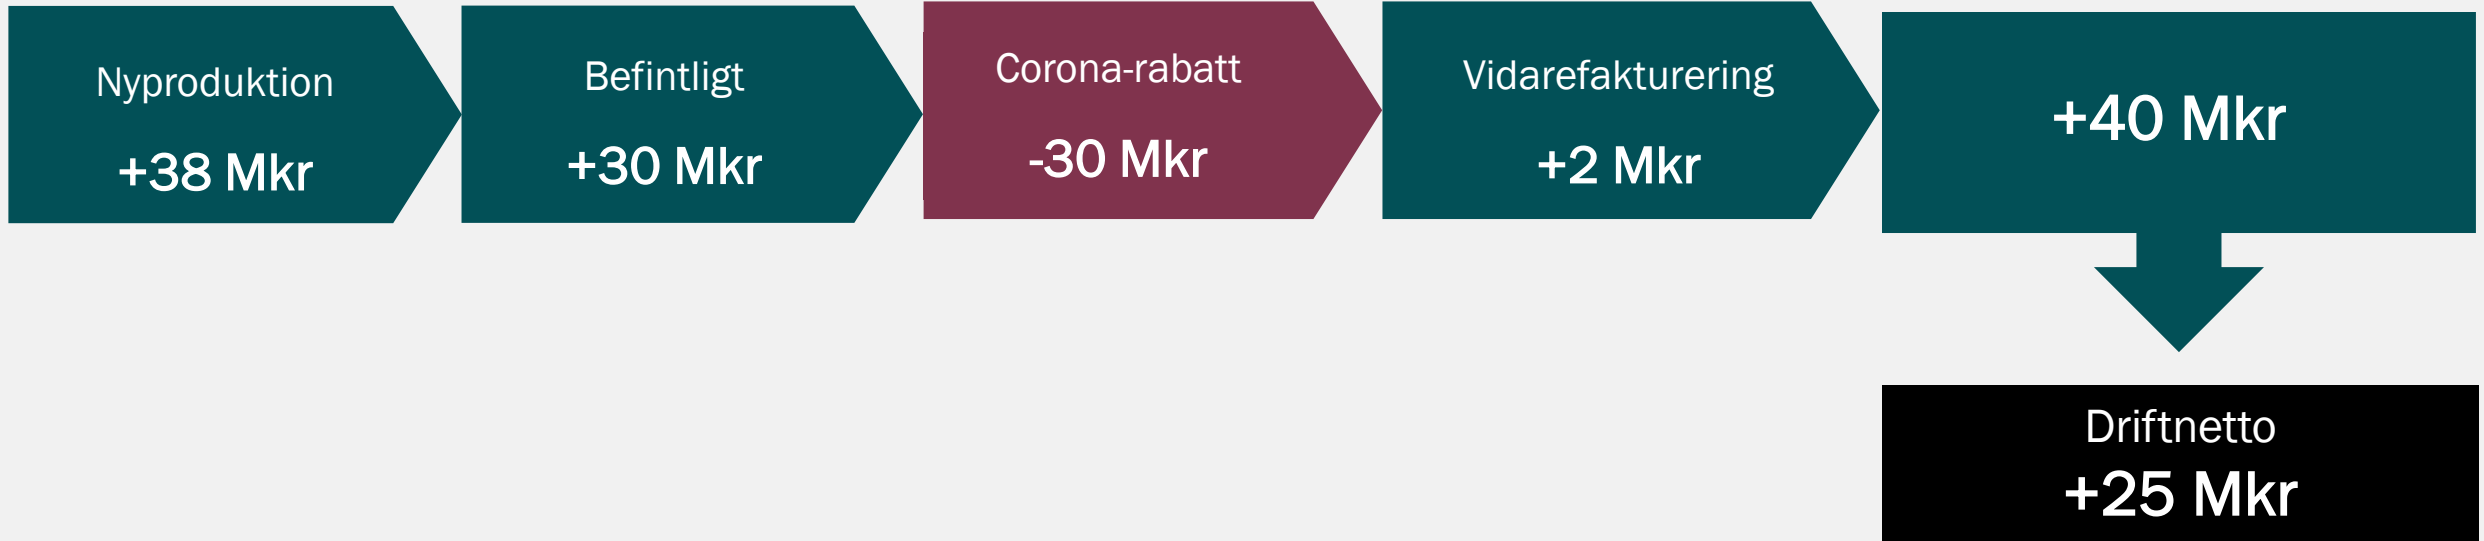 Nyproduktion
+38 Mkr
Befintligt
+30 Mkr
Corona-rabatt
-30 Mkr
Vidarefakturering
+2 Mkr
+40 Mkr
Driftnetto
+25 Mkr